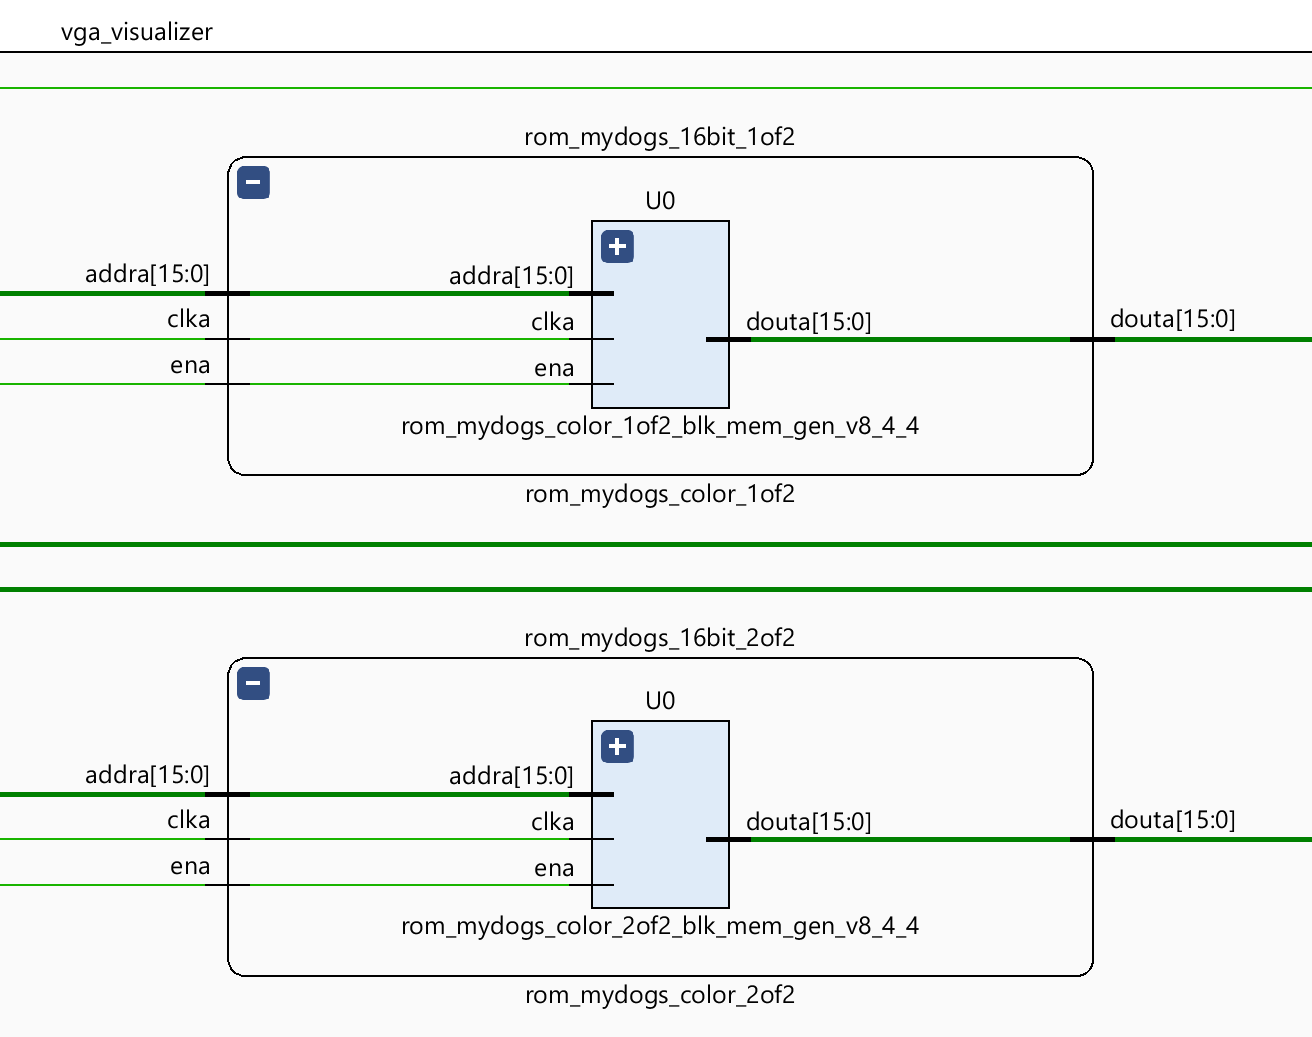 vga_visualizer
rom_mydogs_16bit_1of2
U0
addra[15:0]
addra[15:0]
clka
clka
douta[15:0]
douta[15:0]
ena
ena
rom_mydogs_color_1of2_blk_mem_gen_v8_4_4
rom_mydogs_color_1of2
rom_mydogs_16bit_2of2
U0
addra[15:0]
addra[15:0]
clka
clka
douta[15:0]
douta[15:0]
ena
ena
rom_mydogs_color_2of2_blk_mem_gen_v8_4_4
rom_mydogs_color_2of2